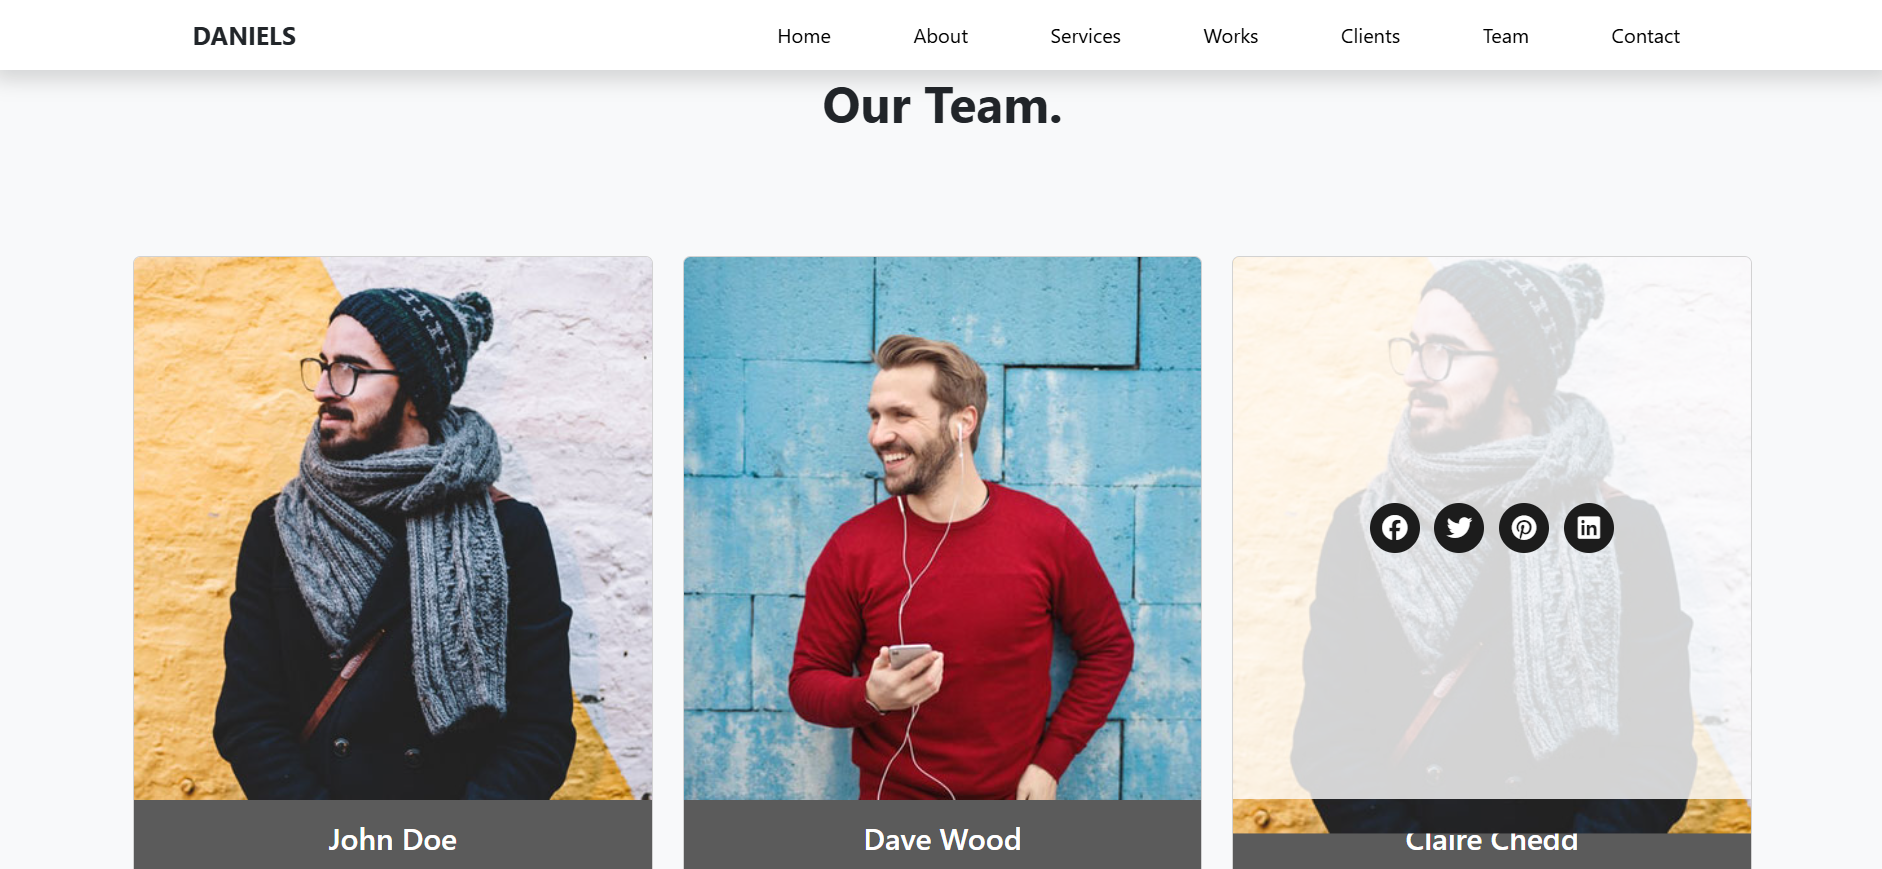 DANIELS Home About Services Works Clients Team Contact
Our Team.
John Doe Dave Wood Claire Chedd